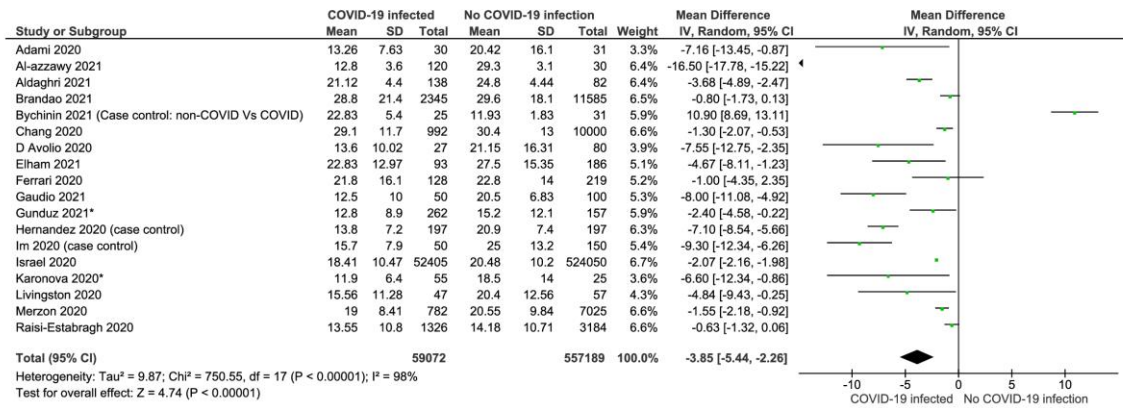 COVID-19 infected No COVID-19 infection Mean Difference Mean Difference
Study or Subgroup Mean SD Total Mean SD Total Weight IV, Random, 95% CI IV, Random, 95% CI
Adami 2020 13.26 7.63 30 20.42 16.1 31 3.3% -7.16 [-13.45, -0.87]
Al-azzawy 2021 12.8 3.6 120 29.3 3.1 30 6.4% -16.50 [-17.78, -15.22]
Aldaghri 2021 21.12 4.4 138 24.8 4.44 82 6.4% -3.68 [-4.89, -2.47]
Brandao 2021 28.8 21.4 2345 29.6 18.1 11585 6.5% -0.80 [-1.73, 0.13]
Bychinin 2021 (Case control: non-COVID Vs COVID) 22.83 5.4 25 11.93 1.83 31 5.9% 10.90 [8.69, 13.11]
Chang 2020 29.1 11.7 992 30.4 13 10000 6.6% -1.30 [-2.07, -0.53]
D Avolio 2020 13.6 10.02 27 21.15 16.31 80 3.9% -7.55 [-12.75, -2.35]
Elham 2021 22.83 12.97 93 27.5 15.35 186 5.1% -4.67 [-8.11, -1.23]
Ferrari 2020 21.8 16.1 128 22.8 14 219 5.2% -1.00 [-4.35, 2.35]
Gaudio 2021 12.5 10 50 20.5 6.83 100 5.3% -8.00 [-11.08, -4.92]
Gunduz 2021* 12.8 8.9 262 15.2 12.1 157 5.9% -2.40 [-4.58, -0.22]
Hernandez 2020 (case control) 13.8 7.2 197 20.9 7.4 197 6.3% -7.10 [-8.54, -5.66]
Im 2020 (case control) 15.7 7.9 50 25 13.2 150 5.4% -9.30 [-12.34, -6.26]
Israel 2020 18.41 10.47 52405 20.48 10.2 524050 6.7% -2.07 [-2.16, -1.98]
Karonova 2020* 11.9 6.4 55 18.5 14 25 3.6% -6.60 [-12.34, -0.86]
Livingston 2020 15.56 11.28 47 20.4 12.56 57 4.3% -4.84 [-9.43, -0.25]
Merzon 2020 19 8.41 782 20.55 9.84 7025 6.6% -1.55 [-2.18, -0.92]
Raisi-Estabragh 2020 13.55 10.8 1326 14.18 10.71 3184 6.6% -0.63 [-1.32, 0.06]
Total (95% CI) 59072 557189 100.0% -3.85 [-5.44, -2.26]
Heterogeneity: Tau² = 9.87; Chi² = 750.55, df = 17 (P < 0.00001); I² = 98%
Test for overall effect: Z = 4.74 (P < 0.00001)
-10 -5 0 5 10
COVID-19 infected No COVID-19 infection